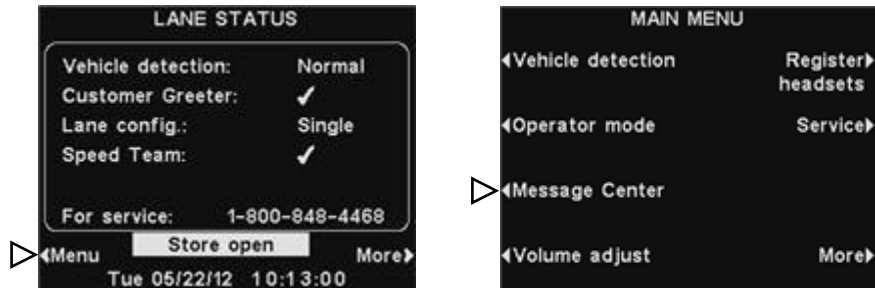 LANE STATUS
Vehicle detection: Normal
Customer Greeter: ✓
Lane config.: Single
Speed Team: ✓
For service: 1-800-848-4468
Store open
Menu More
Tue 05/22/12 10:13:00
MAIN MENU
Vehicle detection Register
headsets
Operator mode Service
Message Center
Volume adjust More